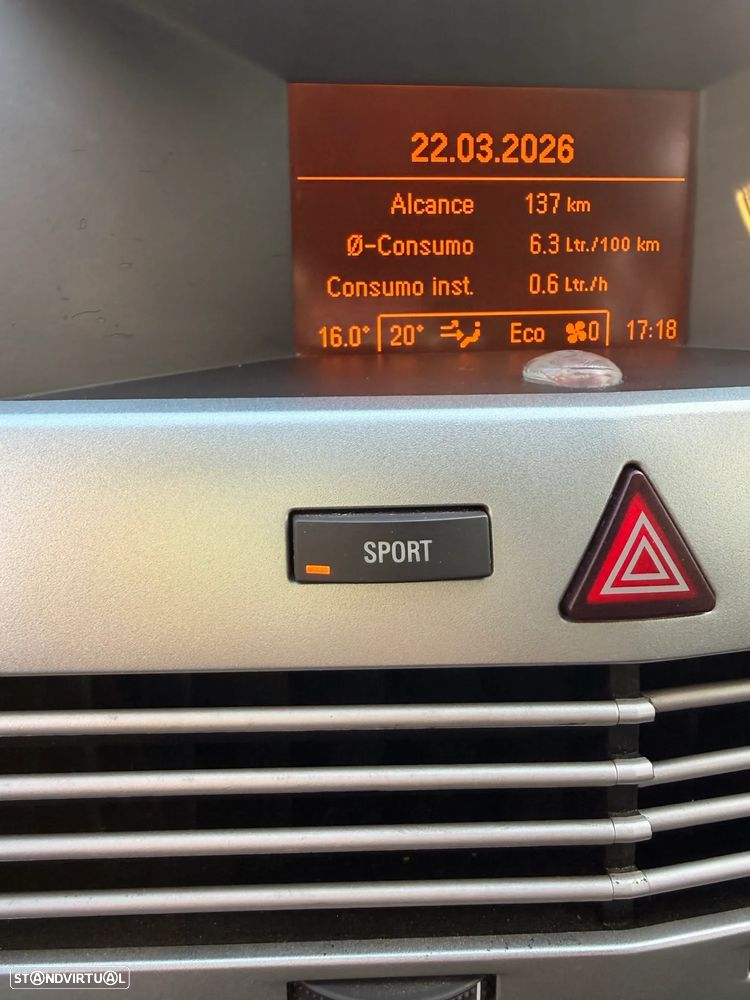 22.03.2026
Alcance 137 km
Ø-Consumo 6.3 Ltr./100 km
Consumo inst. 0.6 Ltr./h
16.0° 20° Eco 0 17:18
SPORT
STANDVIRTUAL